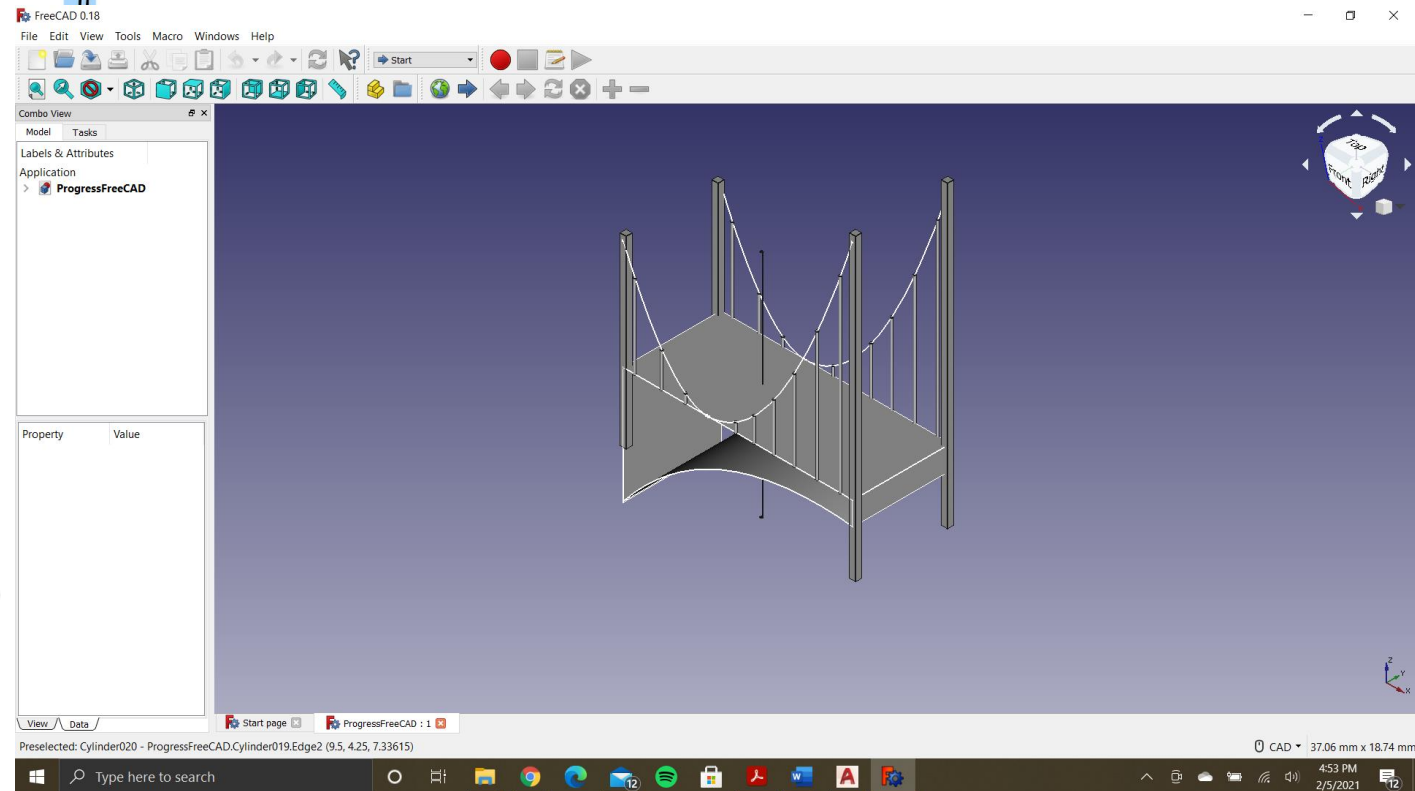 FreeCAD 0.18
File Edit View Tools Macro Windows Help
Start
Combo View
Model Tasks
Labels & Attributes
Application
ProgressFreeCAD
Top
Front Right
Property Value
Z
Y
X
View Data
Start page ProgressFreeCAD : 1
Preselected: Cylinder020 - ProgressFreeCAD.Cylinder019.Edge2 (9.5, 4.25, 7.33615)
CAD 37.06 mm x 18.74 mm
Type here to search
12
W
A
4:53 PM
2/5/2021
12